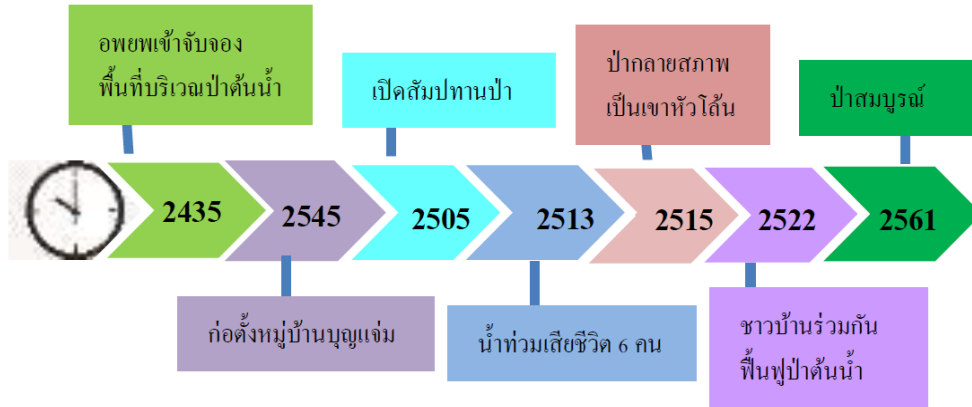 อพยพเข้าจับจอง
พื้นที่บริเวณป่าต้นน้ำ
เปิดสัมปทานป่า
ป่ากลายสภาพ
เป็นเขาหัวโล้น
ป่าสมบูรณ์
2435
2545
2505
2513
2515
2522
2561
ก่อตั้งหมู่บ้านบุญแจ่ม
น้ำท่วมเสียชีวิต 6 คน
ชาวบ้านร่วมกัน
ฟื้นฟูป่าต้นน้ำ